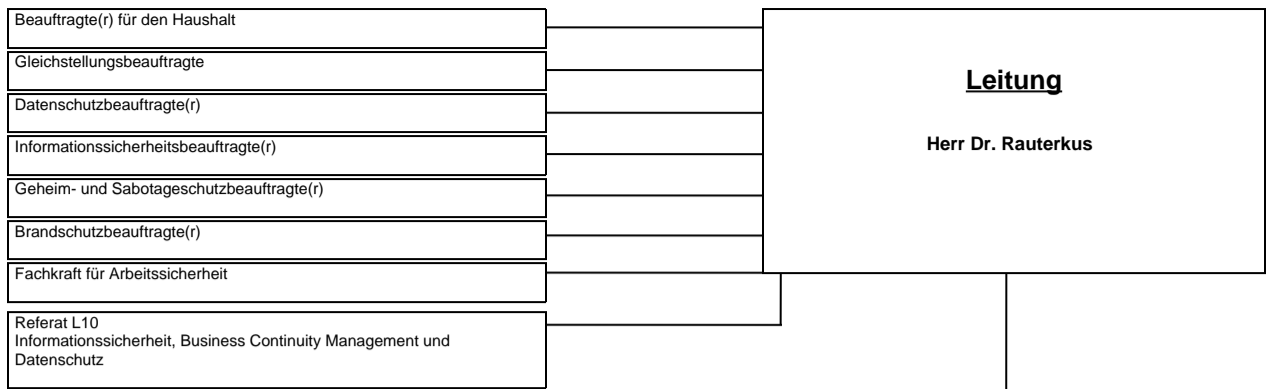 Beauftragte(r) für den Haushalt
Gleichstellungsbeauftragte
Datenschutzbeauftragte(r)
Informationssicherheitsbeauftragte(r)
Geheim- und Sabotageschutzbeauftragte(r)
Brandschutzbeauftragte(r)
Fachkraft für Arbeitssicherheit
Referat L10
Informationssicherheit, Business Continuity Management und
Datenschutz
Leitung
Herr Dr. Rauterkus